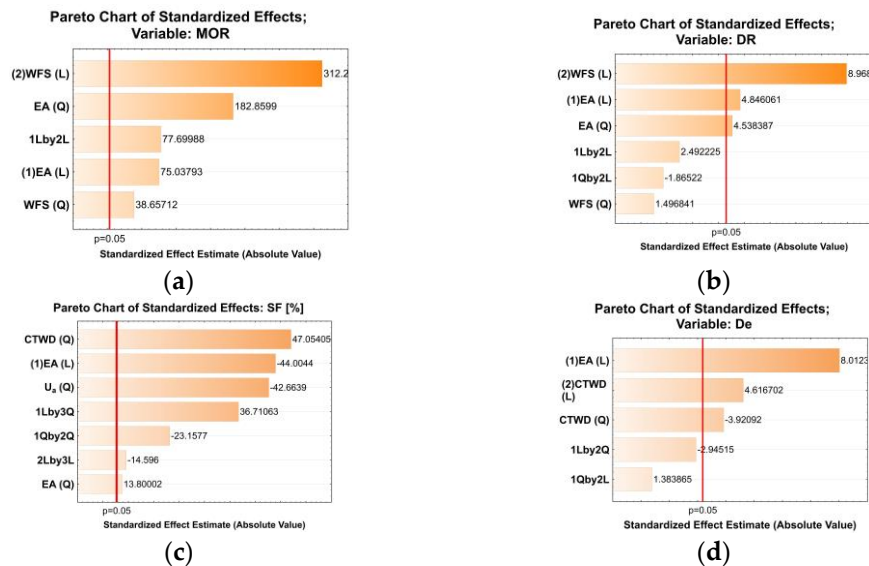 Pareto Chart of Standardized Effects;
Variable: MOR
(2)WFS (L)
312.2
EA (Q)
182.8599
1Lby2L
77.69988
(1)EA (L)
75.03793
WFS (Q)
38.65712
p=0.05
Standardized Effect Estimate (Absolute Value)
(a)
Pareto Chart of Standardized Effects;
Variable: DR
(2)WFS (L)
8.968
(1)EA (L)
4.846061
EA (Q)
4.538387
1Lby2L
2.492225
1Qby2L
-1.86522
WFS (Q)
1.496841
p=0.05
Standardized Effect Estimate (Absolute Value)
(b)
Pareto Chart of Standardized Effects: SF [%]
CTWD (Q)
47.05405
(1)EA (L)
-44.0044
Uₐ (Q)
-42.6639
1Lby3Q
36.71063
1Qby2Q
-23.1577
2Lby3L
-14.596
EA (Q)
13.80002
p=0.05
Standardized Effect Estimate (Absolute Value)
(c)
Pareto Chart of Standardized Effects;
Variable: De
(1)EA (L)
8.0123
(2)CTWD
(L)
4.616702
CTWD (Q)
-3.92092
1Lby2Q
-2.94515
1Qby2L
1.383865
p=0.05
Standardized Effect Estimate (Absolute Value)
(d)